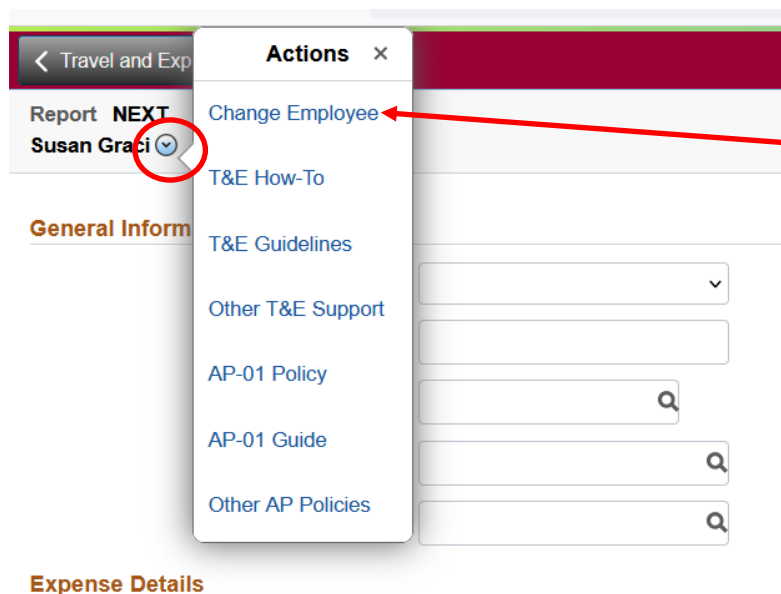 Travel and Exp
Actions ×
Report NEXT
Susan Graci
Change Employee
T&E How-To
General Inform
T&E Guidelines
Other T&E Support
AP-01 Policy
AP-01 Guide
Other AP Policies
Expense Details